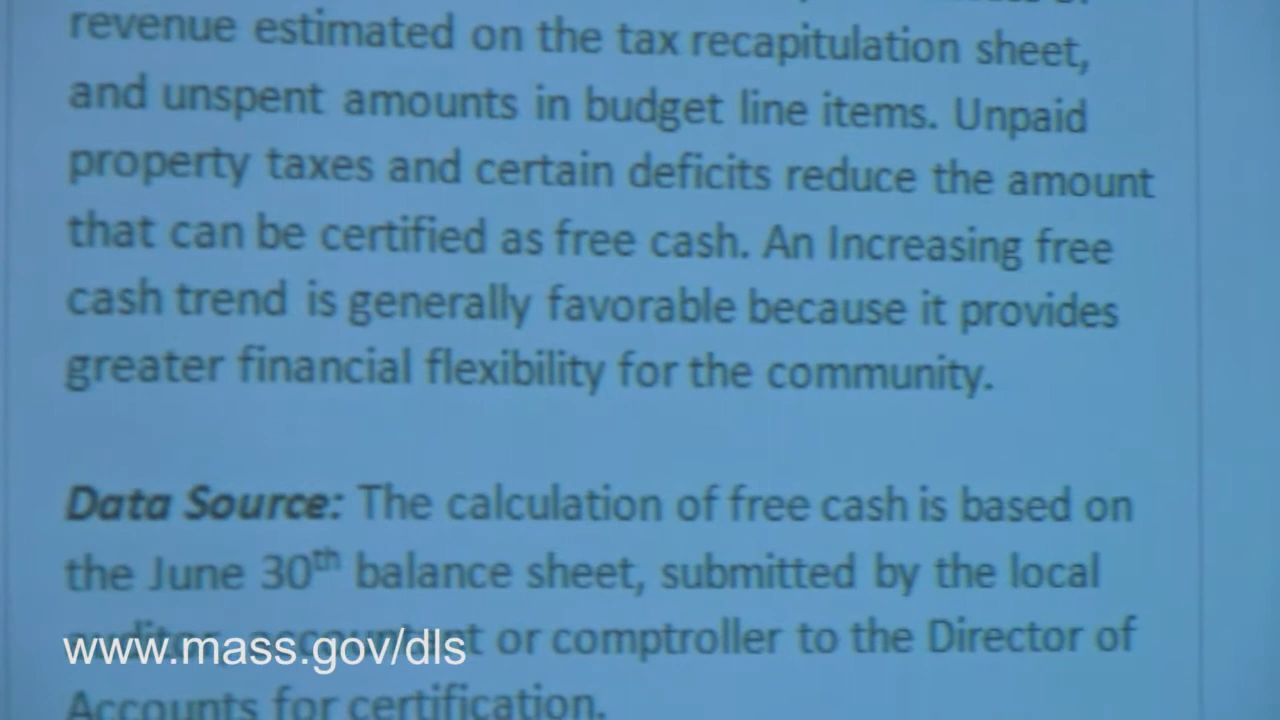 revenue estimated on the tax recapitulation sheet,
and unspent amounts in budget line items. Unpaid
property taxes and certain deficits reduce the amount
that can be certified as free cash. An Increasing free
cash trend is generally favorable because it provides
greater financial flexibility for the community.
Data Source: The calculation of free cash is based on
the June 30th balance sheet, submitted by the local
or comptroller to the Director of
www.mass.gov/dls
Accounts for certification.